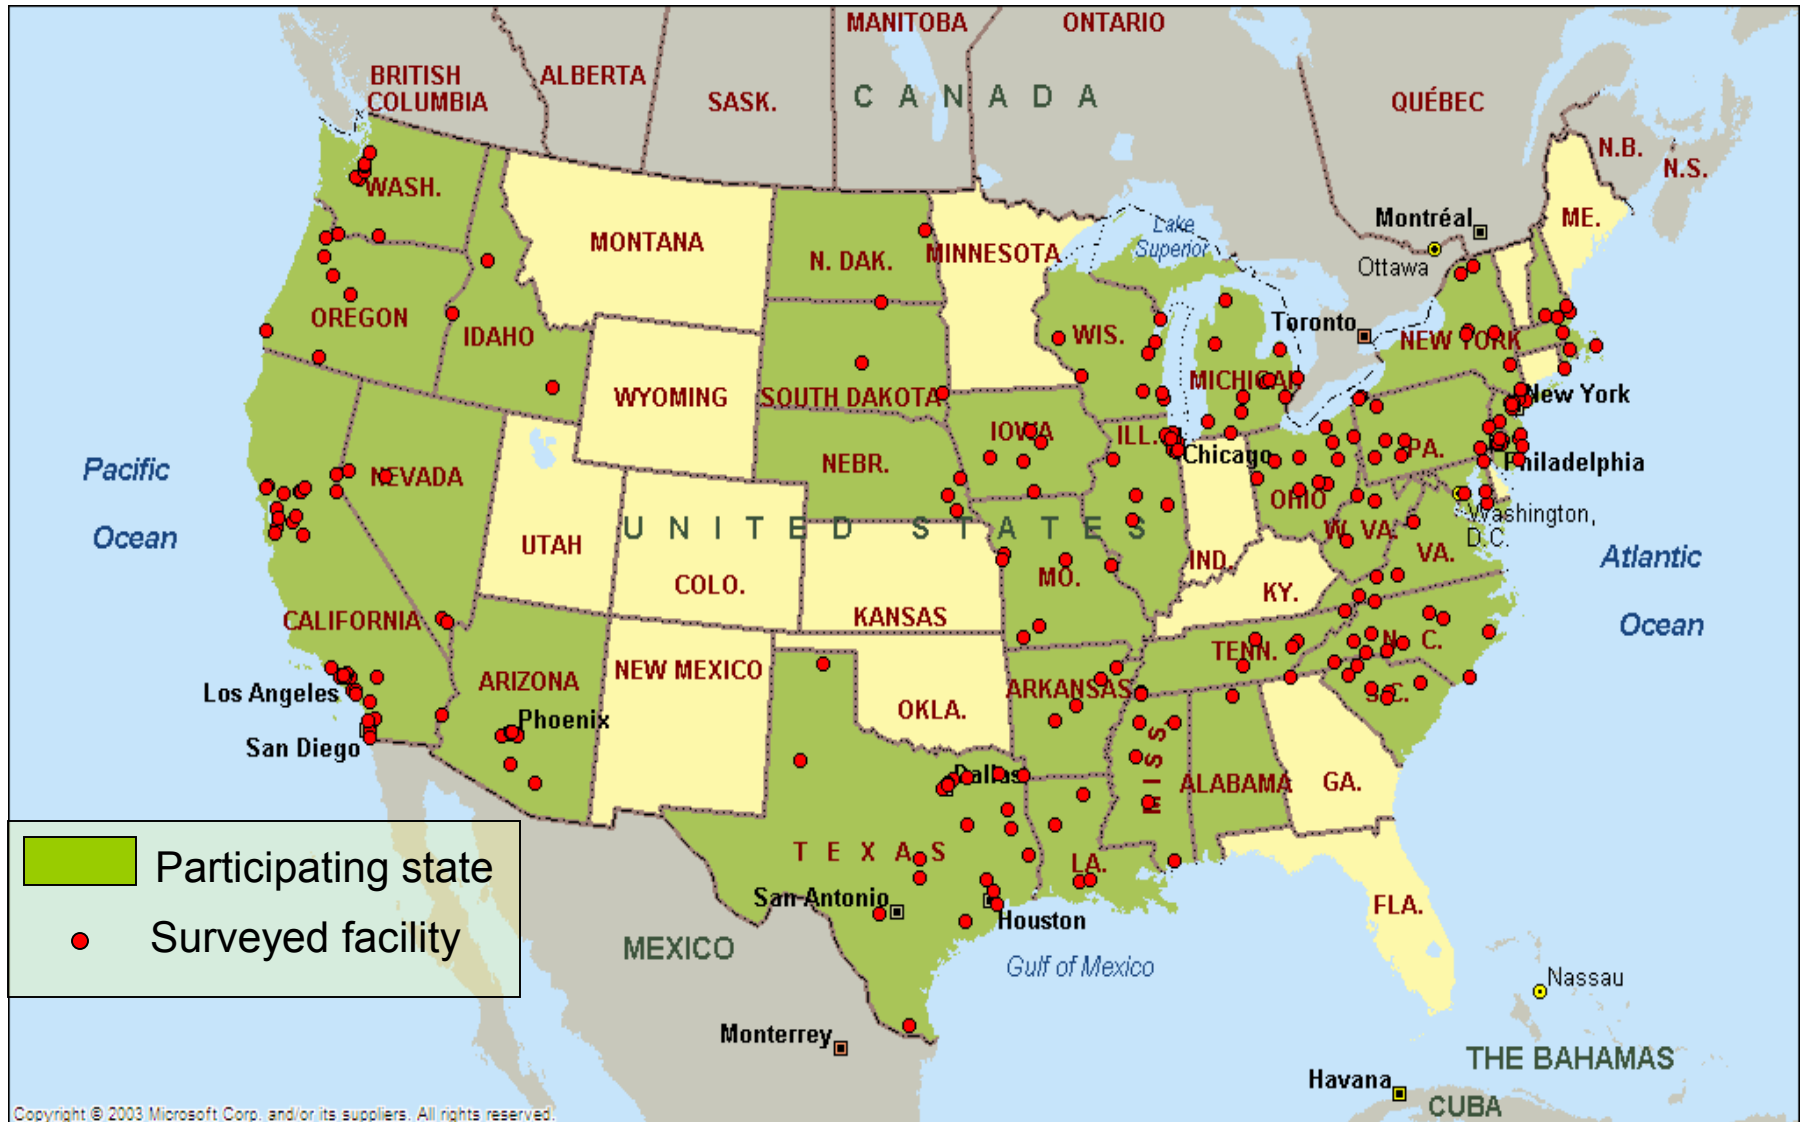 MANITOBA
ONTARIO
BRITISH
COLUMBIA
ALBERTA
SASK.
CANADA
QUÉBEC
N.B.
N.S.
WASH.
MONTANA
N. DAK.
MINNESOTA
Lake
Superior
Montréal
Ottawa
ME.
OREGON
IDAHO
WIS.
Toronto
NEW YORK
WYOMING
SOUTH DAKOTA
MICHIGAN
New York
IOWA
ILL.
Chicago
PA.
Philadelphia
Pacific
Ocean
NEVADA
NEBR.
OHIO
Washington,
D.C.
UNITED STATES
UTAH
COLO.
IND.
W. VA.
VA.
Atlantic
Ocean
MO.
KY.
CALIFORNIA
KANSAS
N. C.
TENN.
Los Angeles
ARIZONA
NEW MEXICO
ARKANSAS
S.C.
Phoenix
OKLA.
San Diego
Dallas
MISS.
ALABAMA
GA.
TEXAS
LA.
San Antonio
Houston
FLA.
Participating state
Surveyed facility
MEXICO
Gulf of Mexico
Nassau
Monterrey
THE BAHAMAS
Havana
CUBA
Copyright © 2003 Microsoft Corp. and/or its suppliers. All rights reserved.